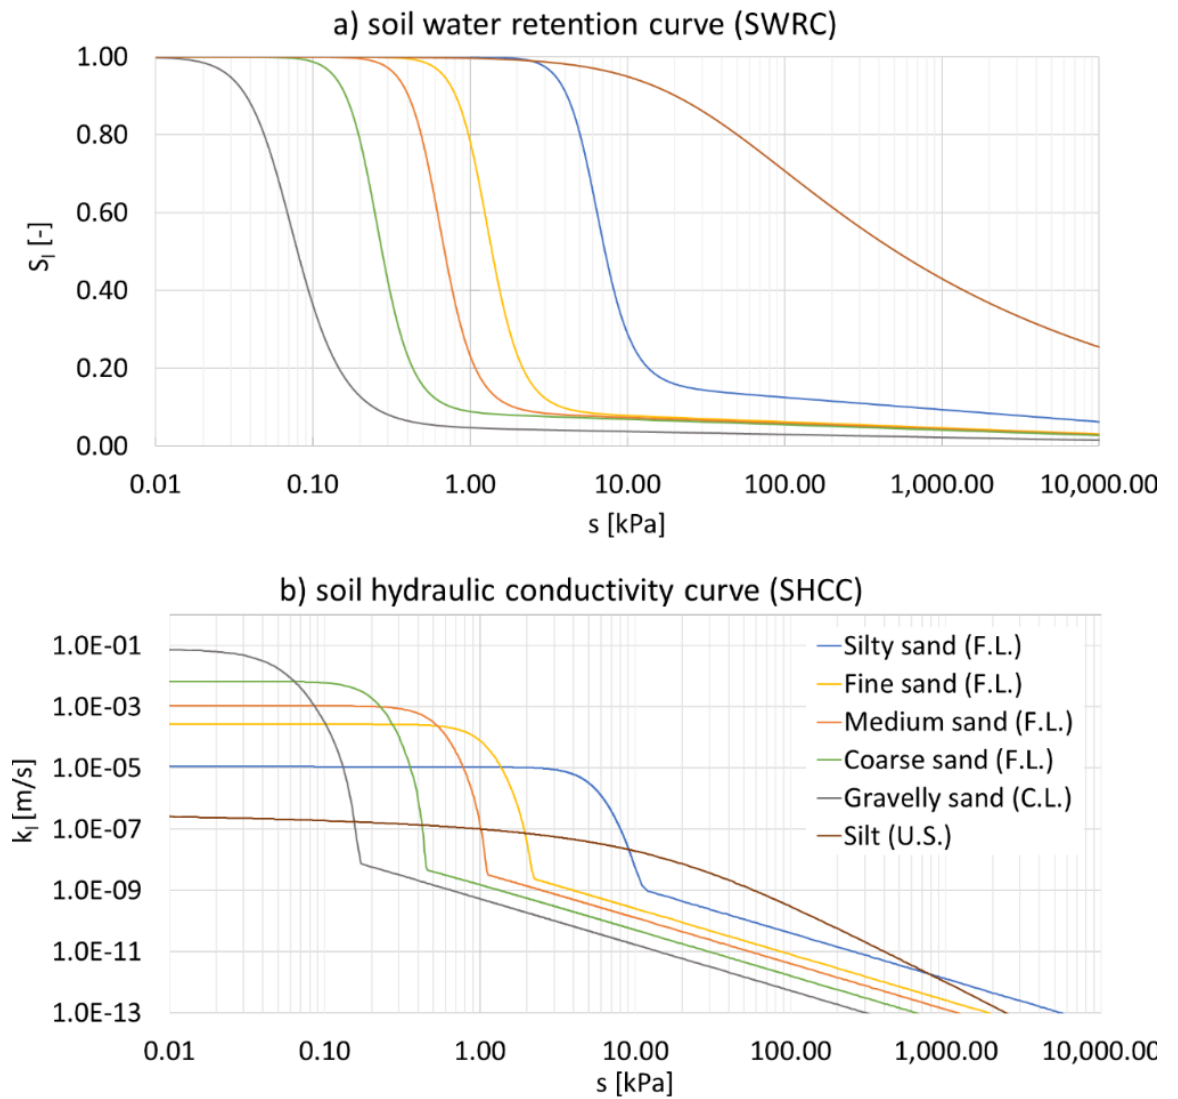 a) soil water retention curve (SWRC)
1.00
0.80
0.60
0.40
0.20
0.00
Sl [-]
0.01 0.10 1.00 10.00 100.00 1,000.00 10,000.00
s [kPa]
b) soil hydraulic conductivity curve (SHCC)
1.0E-01
1.0E-03
1.0E-05
1.0E-07
1.0E-09
1.0E-11
1.0E-13
kl [m/s]
Silty sand (F.L.)
Fine sand (F.L.)
Medium sand (F.L.)
Coarse sand (F.L.)
Gravelly sand (C.L.)
Silt (U.S.)
0.01 0.10 1.00 10.00 100.00 1,000.00 10,000.00
s [kPa]